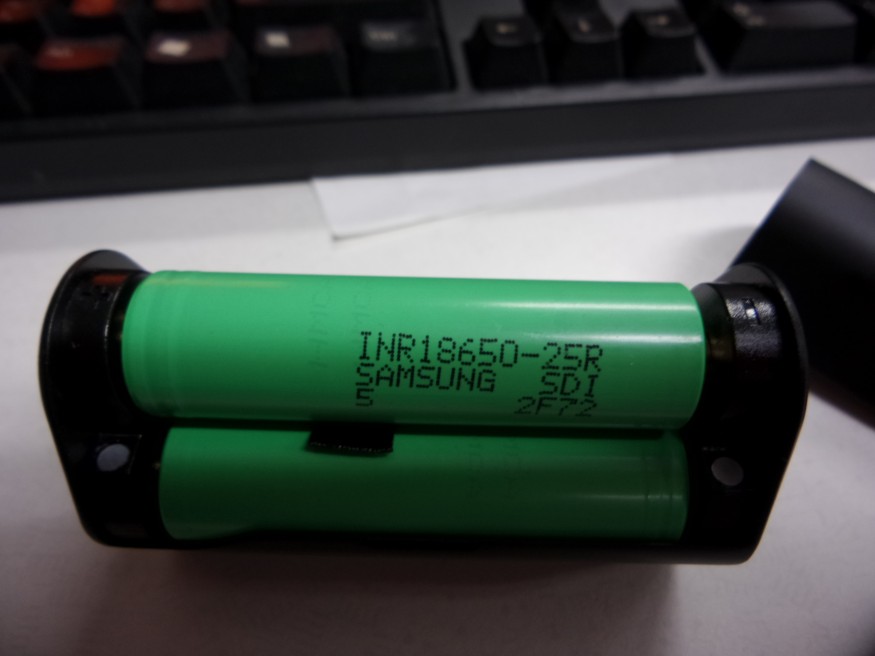 INR18650-25R
SAMSUNG SDI
5 2F72